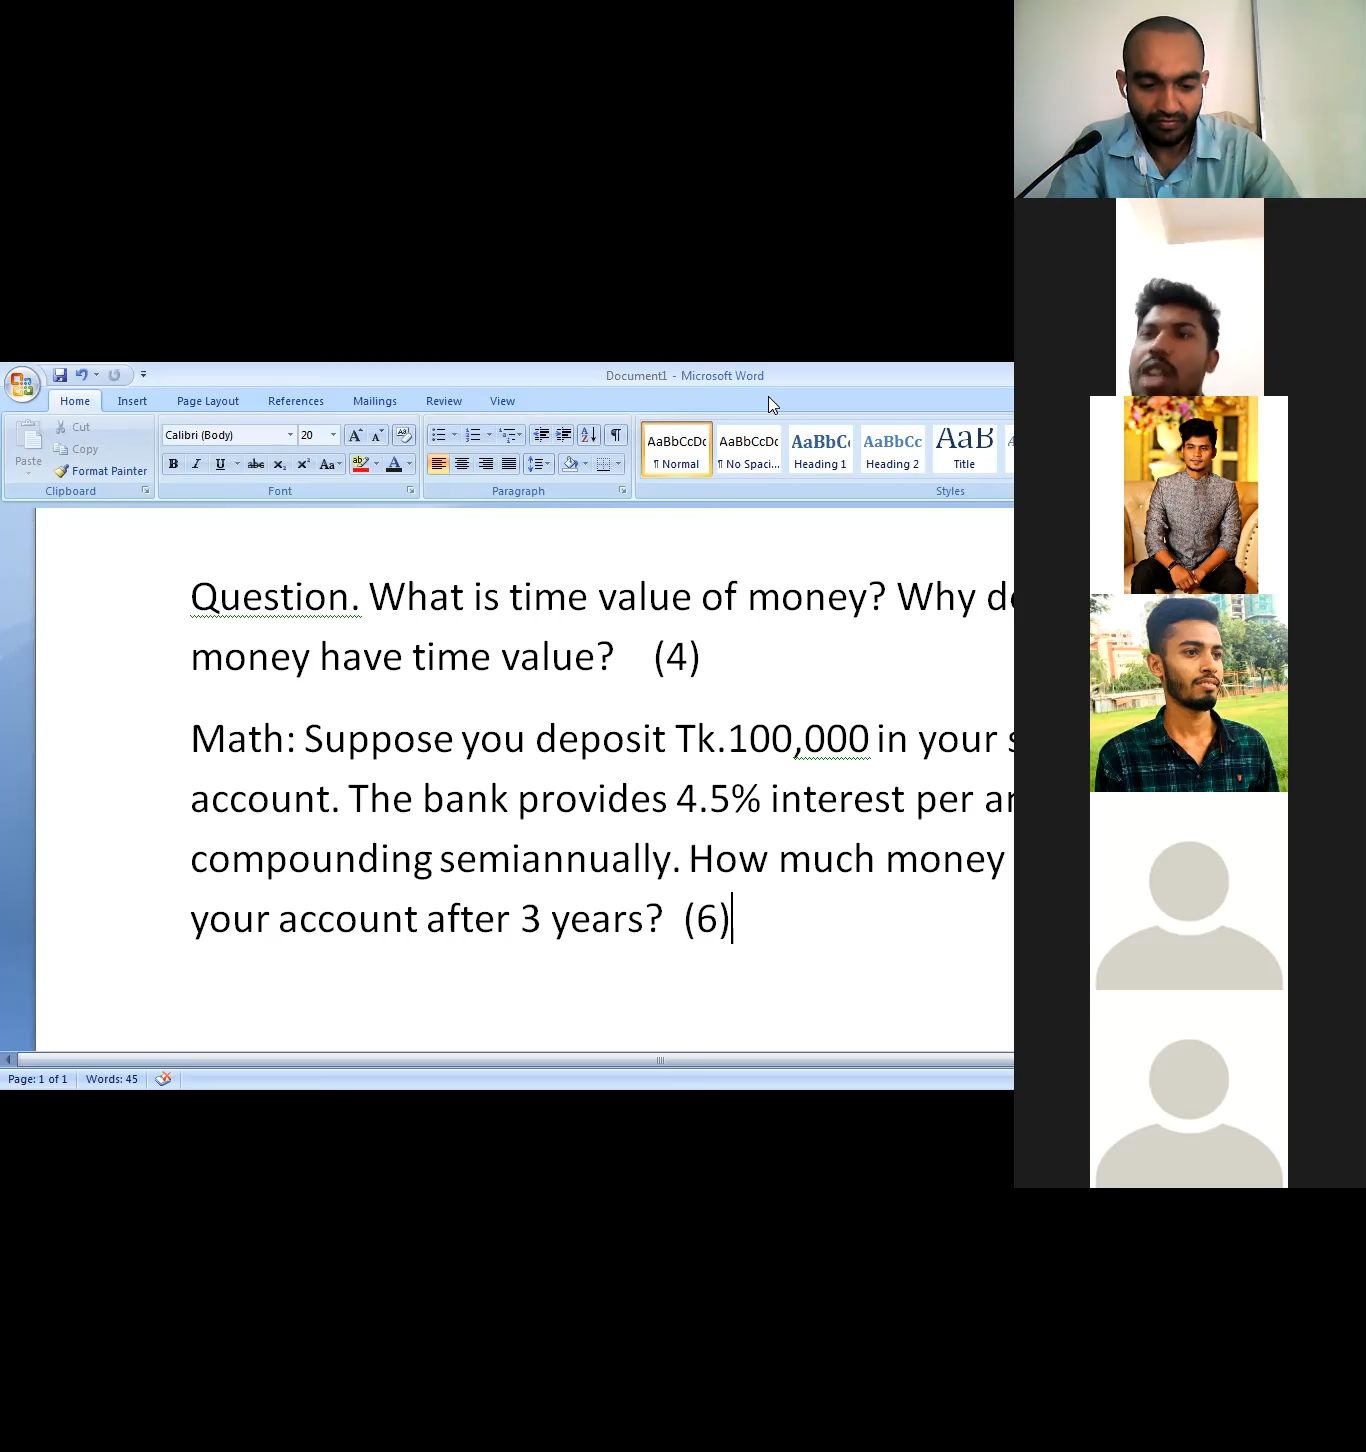 Document1 - Microsoft Word
Home Insert Page Layout References Mailings Review View
Cut
Copy
Paste
Format Painter
Calibri (Body) 20
AaBbCcDc AaBbCcDc AaBbC AaBbCc AaB
¶ Normal ¶ No Spaci... Heading 1 Heading 2 Title
Clipboard Font Paragraph Styles
Question. What is time value of money? Why
money have time value? (4)
Math: Suppose you deposit Tk.100,000 in your
account. The bank provides 4.5% interest per
compounding semiannually. How much money
your account after 3 years? (6)
Page: 1 of 1 Words: 45